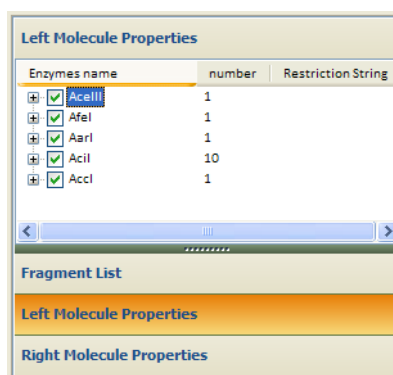 Left Molecule Properties
Enzymes name number Restriction String
AceIII 1
AfeI 1
AarI 1
AciI 10
AccI 1
Fragment List
Left Molecule Properties
Right Molecule Properties